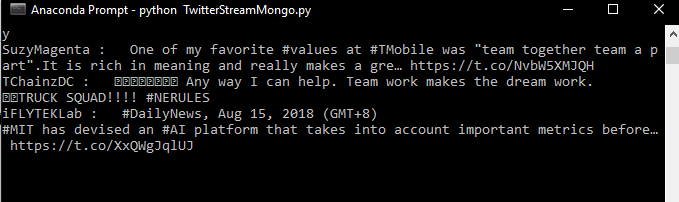 Anaconda Prompt - python TwitterStreamMongo.py
y
SuzyMagenta :   One of my favorite #values at #TMobile was "team together team a p
art".It is rich in meaning and really makes a gre… https://t.co/NvbW5XMJQH
TChainzDC :   Any way I can help. Team work makes the dream work.
TRUCK SQUAD!!!! #NERULES
iFLYTEKLab :   #DailyNews, Aug 15, 2018 (GMT+8)
#MIT has devised an #AI platform that takes into account important metrics before…
https://t.co/XxQWgJqlUJ